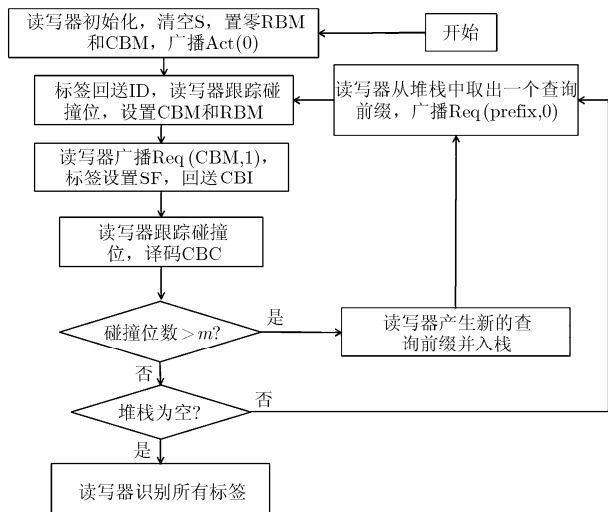 读写器初始化，清空S，置零RBM
和CBM，广播Act(0)
开始
标签回送ID，读写器跟踪碰
撞位，设置CBM和RBM
读写器从堆栈中取出一个查询
前缀，广播Req(prefix,0)
读写器广播Req(CBM,1)，
标签设置SF，回送CBI
读写器跟踪碰撞
位，译码CBC
碰撞位数>m?
是
读写器产生新的查
询前缀并入栈
否
堆栈为空?
否
是
读写器识别所有标签